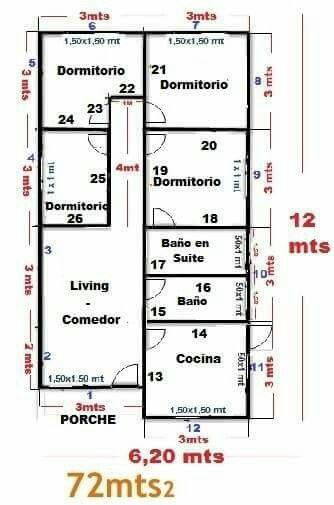 3mts 3mts
6 7
1,50x1,50 mt 1,50x1,50 mt
5 3 mts Dormitorio 21 Dormitorio 8 3 mts
22
23
24
20
4 3 mts 1 x 1 mt 25 4mt 19 Dormitorio 1 x 1 mt 9 3 mts
Dormitorio
26 18
12 mts
3 3 mts
Baño en Suite 50x1 mt
17 10 3 mts
Living - Comedor
16
Baño 50x1 mt
15
14
2 2 mts Cocina 11 3 mts
13 50x1 mt
1,50x1,50 mt
1
3mts 1,50x1,50 mt
PORCHE 12
3mts
6,20 mts
72mts2